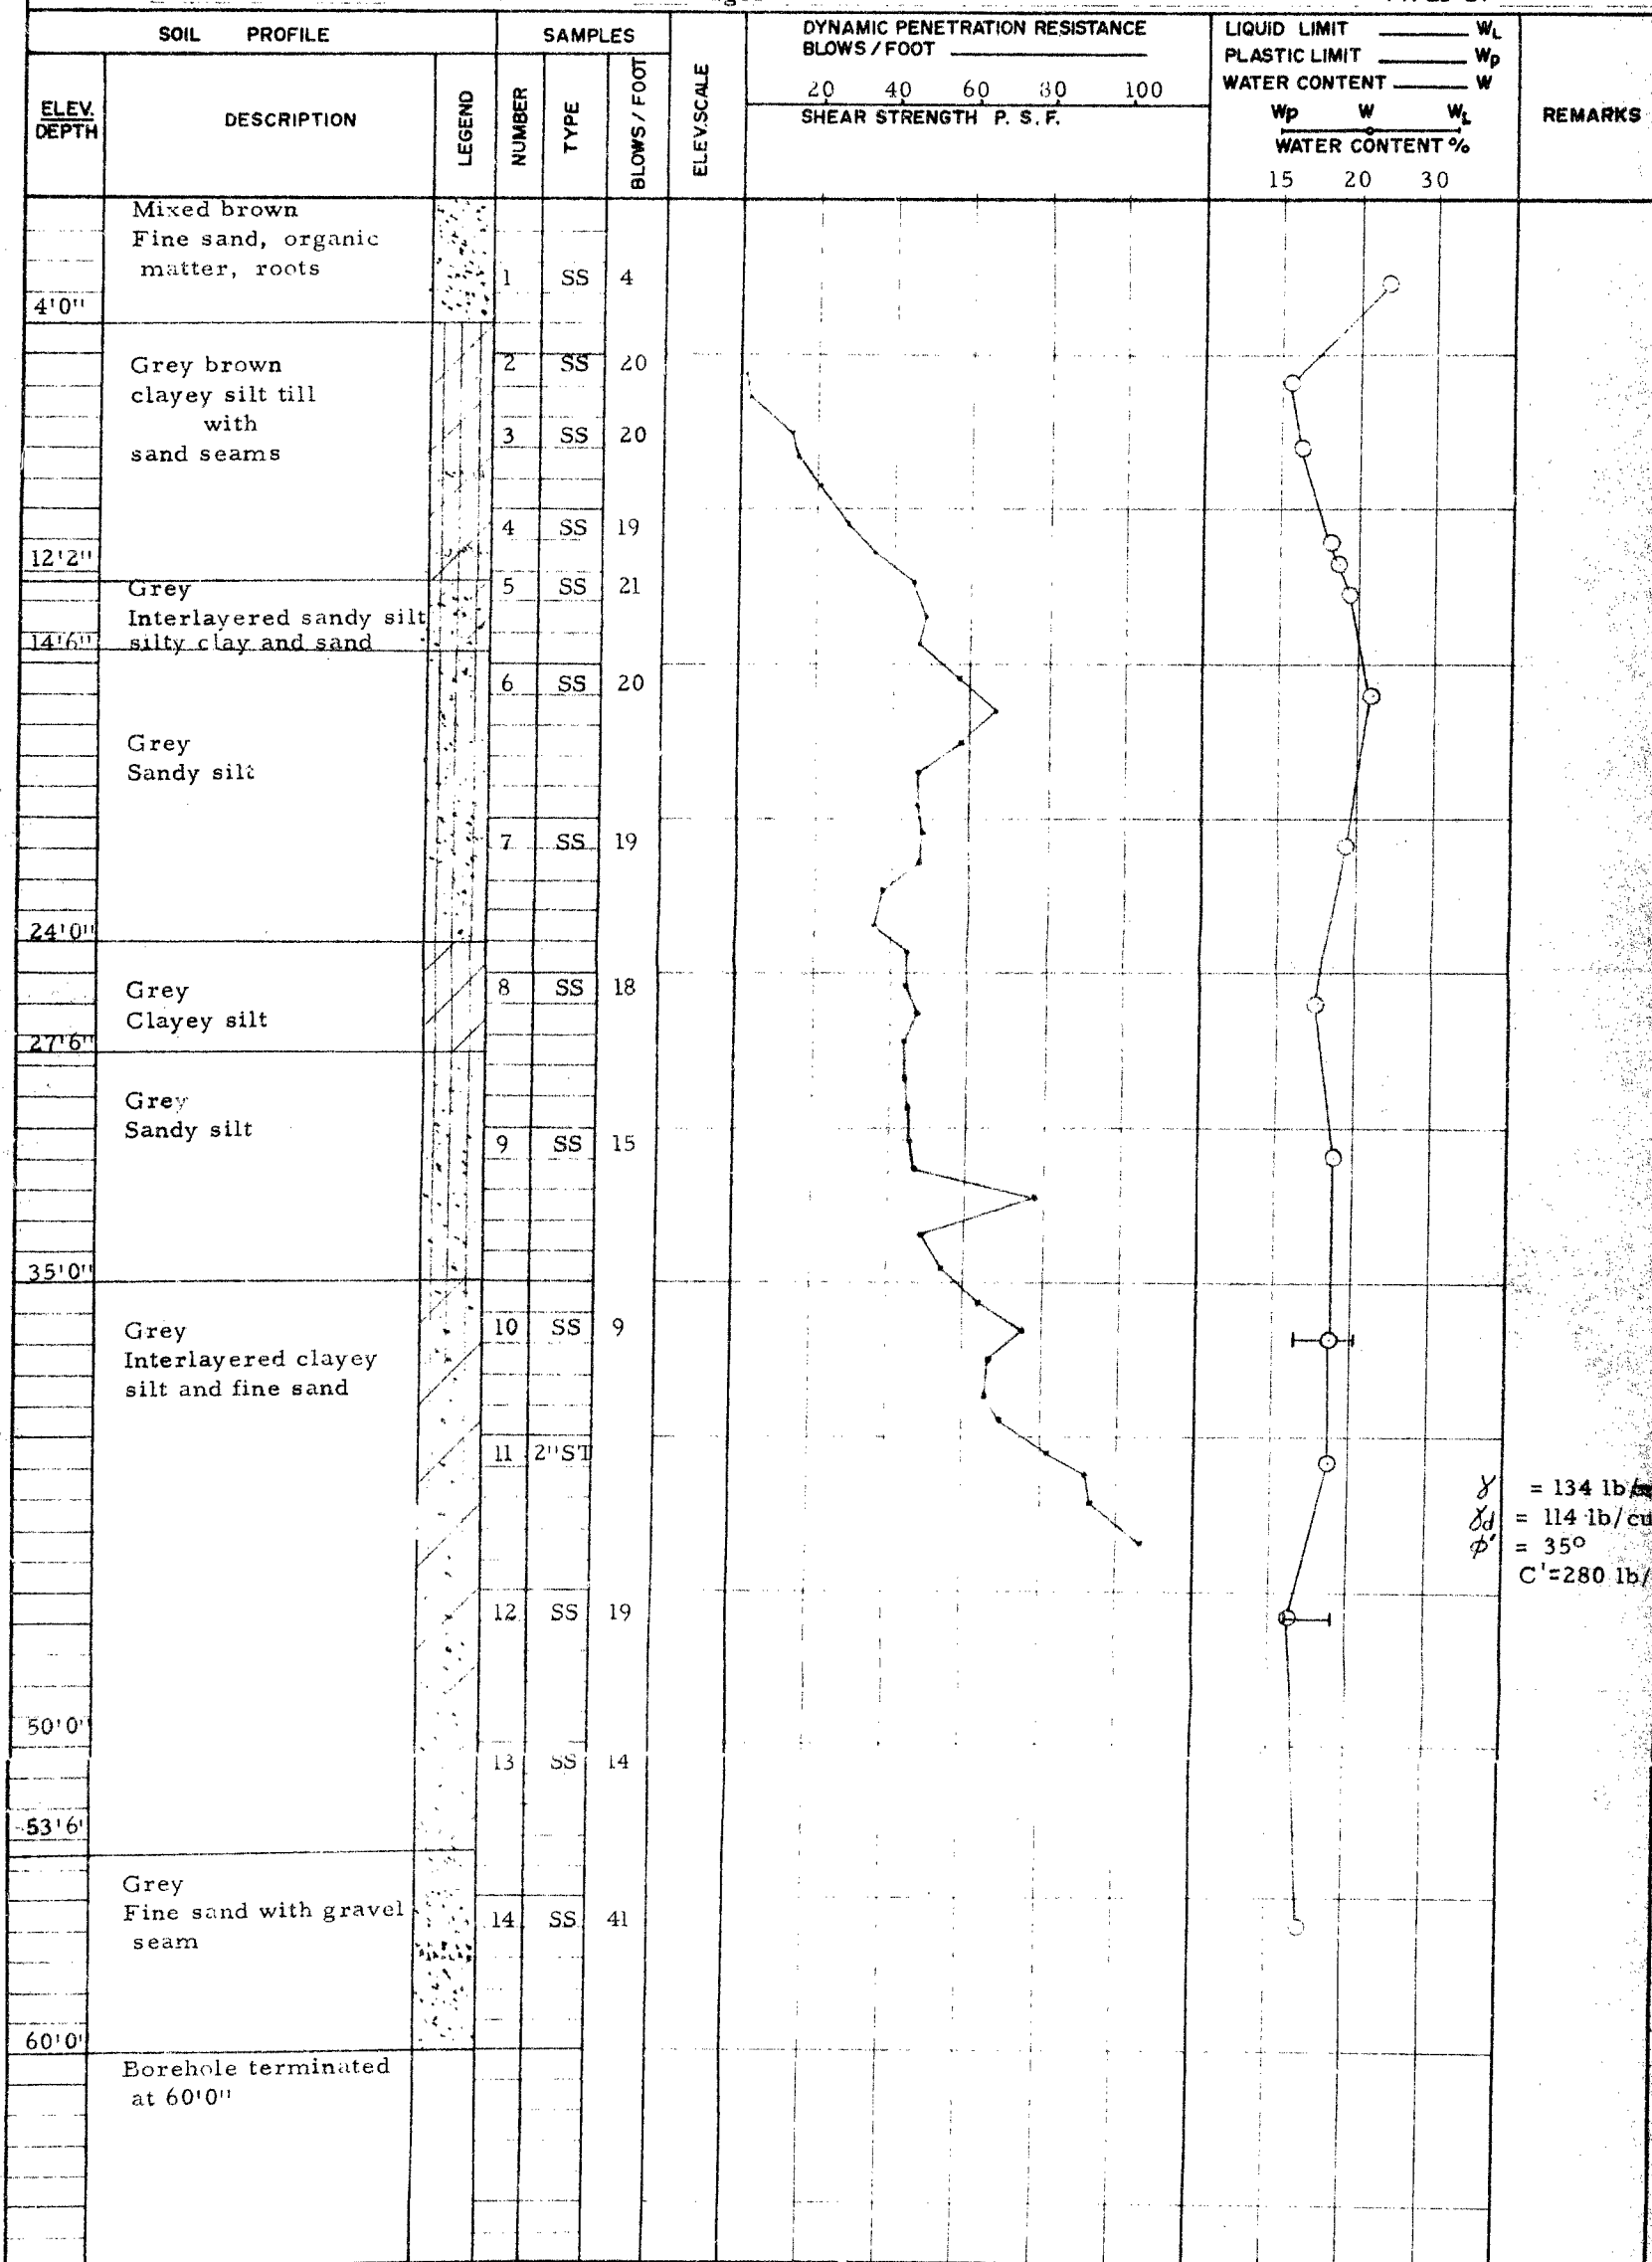 SOIL PROFILE
SAMPLES
DYNAMIC PENETRATION RESISTANCE
BLOWS / FOOT
20 40 60 80 100
SHEAR STRENGTH P. S. F.
LIQUID LIMIT WL
PLASTIC LIMIT Wp
WATER CONTENT W
Wp W WL
WATER CONTENT %
15 20 30
REMARKS
ELEV.
DEPTH
DESCRIPTION
LEGEND
NUMBER
TYPE
BLOWS / FOOT
ELEV.SCALE
Mixed brown
Fine sand, organic
matter, roots
1 SS 4
4'0"
Grey brown
clayey silt till
with
sand seams
2 SS 20
3 SS 20
4 SS 19
12'2"
Grey
Interlayered sandy silt
silty clay and sand
5 SS 21
14'6"
6 SS 20
Grey
Sandy silt
7 SS 19
24'0"
Grey
Clayey silt
8 SS 18
27'6"
Grey
Sandy silt
9 SS 15
35'0"
Grey
Interlayered clayey
silt and fine sand
10 SS 9
11 2"ST
γ = 134 lb/
γd = 114 lb/cu
φ' = 35°
C'=280 lb/
12 SS 19
50'0'
13 SS 14
53'6'
Grey
Fine sand with gravel
seam
14 SS 41
60'0'
Borehole terminated
at 60'0"